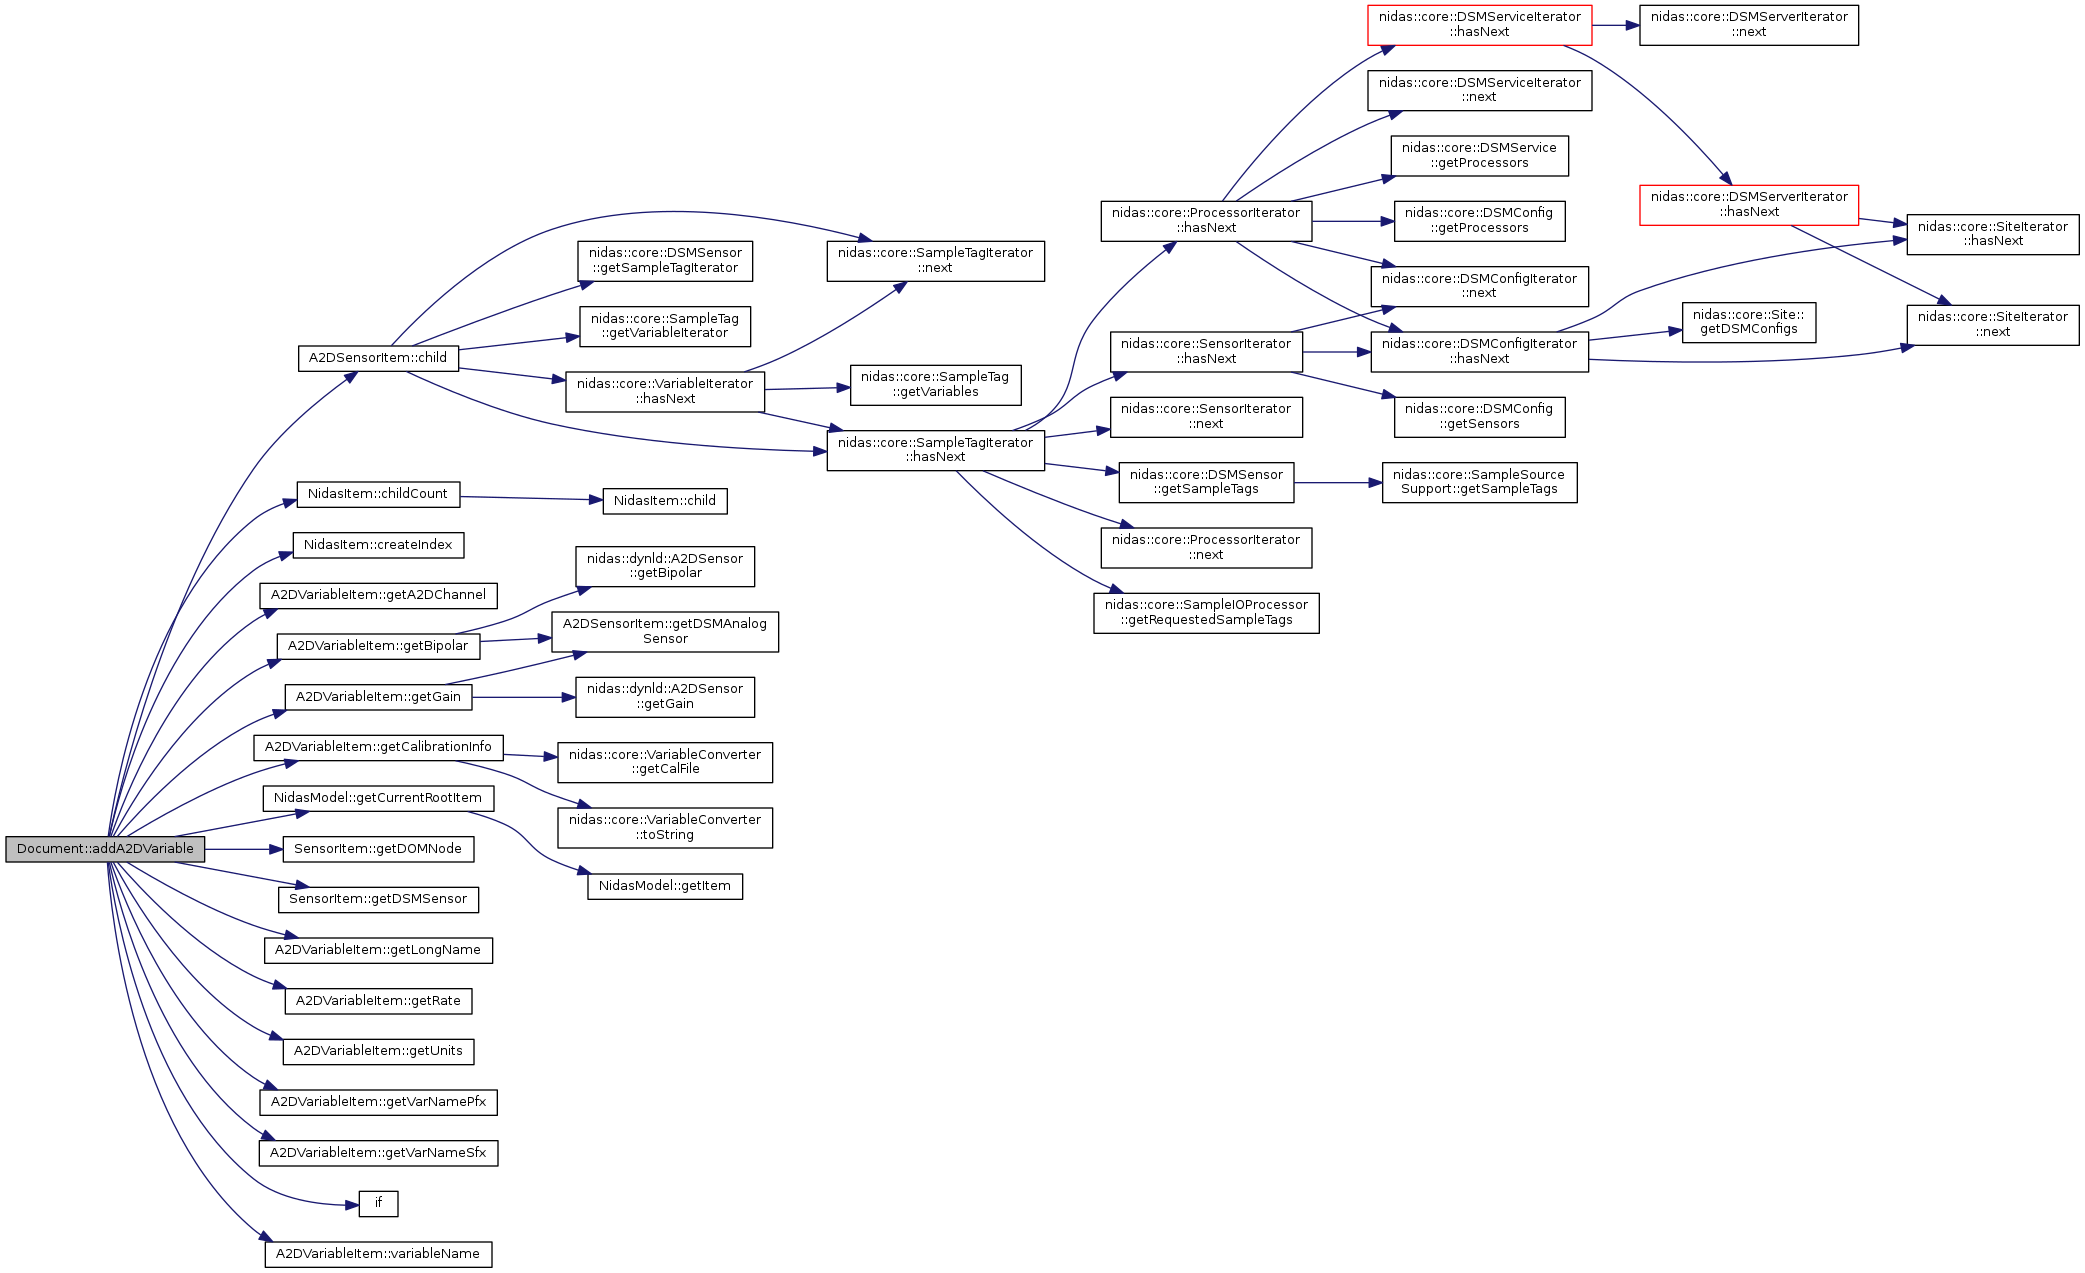 Document::addA2DVariable
A2DSensorItem::child
NidasItem::childCount
NidasItem::createIndex
A2DVariableItem::getA2DChannel
A2DVariableItem::getBipolar
A2DVariableItem::getGain
A2DVariableItem::getCalibrationInfo
NidasModel::getCurrentRootItem
SensorItem::getDOMNode
SensorItem::getDSMSensor
A2DVariableItem::getLongName
A2DVariableItem::getRate
A2DVariableItem::getUnits
A2DVariableItem::getVarNamePfx
A2DVariableItem::getVarNameSfx
if
A2DVariableItem::variableName
nidas::core::DSMSensor
::getSampleTagIterator
nidas::core::SampleTag
::getVariableIterator
nidas::core::VariableIterator
::hasNext
NidasItem::child
nidas::dynld::A2DSensor
::getBipolar
A2DSensorItem::getDSMAnalog
Sensor
nidas::dynld::A2DSensor
::getGain
nidas::core::VariableConverter
::getCalFile
nidas::core::VariableConverter
::toString
NidasModel::getItem
nidas::core::SampleTagIterator
::next
nidas::core::SampleTag
::getVariables
nidas::core::SampleTagIterator
::hasNext
nidas::core::ProcessorIterator
::hasNext
nidas::core::SensorIterator
::hasNext
nidas::core::SensorIterator
::next
nidas::core::DSMSensor
::getSampleTags
nidas::core::ProcessorIterator
::next
nidas::core::SampleIOProcessor
::getRequestedSampleTags
nidas::core::DSMServiceIterator
::hasNext
nidas::core::DSMServiceIterator
::next
nidas::core::DSMService
::getProcessors
nidas::core::DSMConfig
::getProcessors
nidas::core::DSMConfigIterator
::next
nidas::core::DSMConfigIterator
::hasNext
nidas::core::DSMConfig
::getSensors
nidas::core::SampleSource
Support::getSampleTags
nidas::core::DSMServerIterator
::next
nidas::core::DSMServerIterator
::hasNext
nidas::core::Site::
getDSMConfigs
nidas::core::SiteIterator
::hasNext
nidas::core::SiteIterator
::next